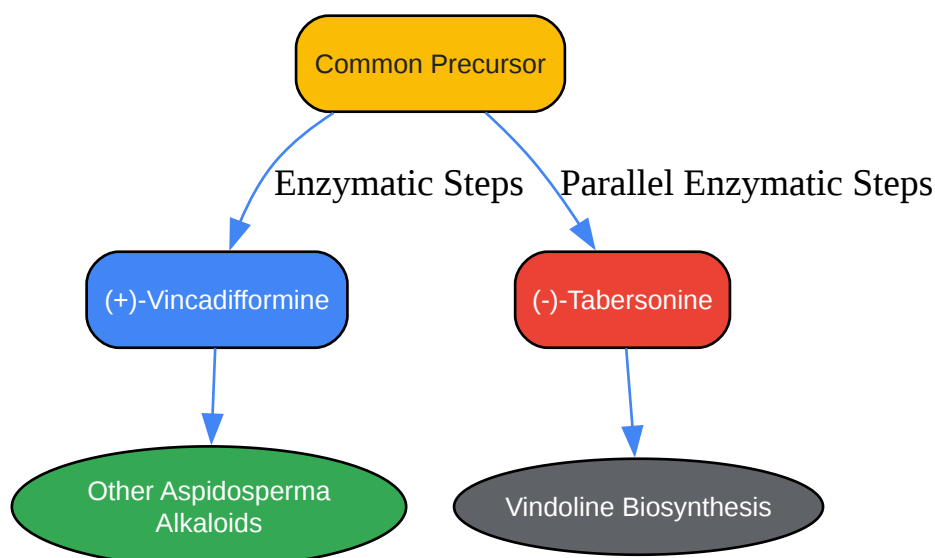 Common Precursor
Enzymatic Steps
Parallel Enzymatic Steps
(+)-Vincadifformine
(-)-Tabersonine
Other Aspidosperma
Alkaloids
Vindoline Biosynthesis